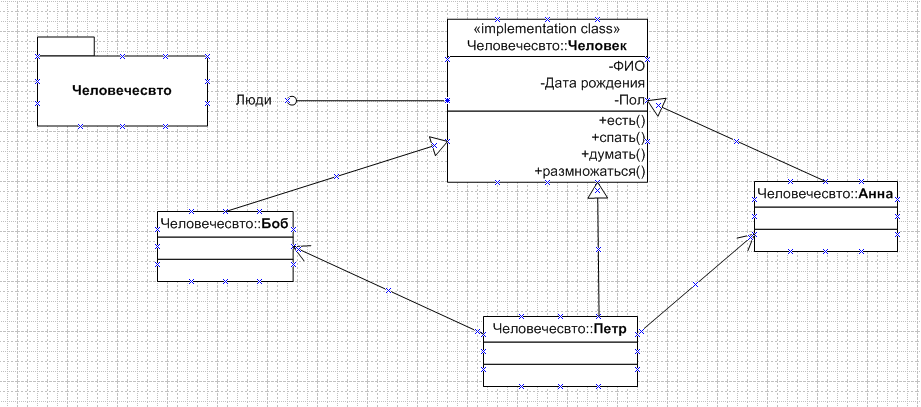 «implementation class»
Человечесвто::Человек
-ФИО
-Дата рождения
-Пол
+есть()
+спать()
+думать()
+размножаться()
Человечесвто
Люди
Человечесвто::Анна
Человечесвто::Боб
Человечесвто::Петр